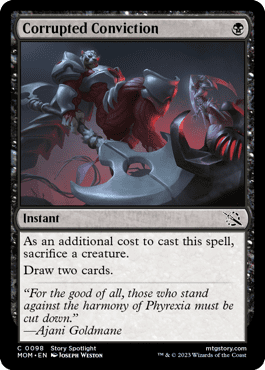 Corrupted Conviction
Instant
As an additional cost to cast this spell,
sacrifice a creature.
Draw two cards.
“For the good of all, those who stand
against the harmony of Phyrexia must be
cut down.”
—Ajani Goldmane
C 0098 Story Spotlight mtgstory.com
MOM • EN Joseph Weston ™ & © 2023 Wizards of the Coast